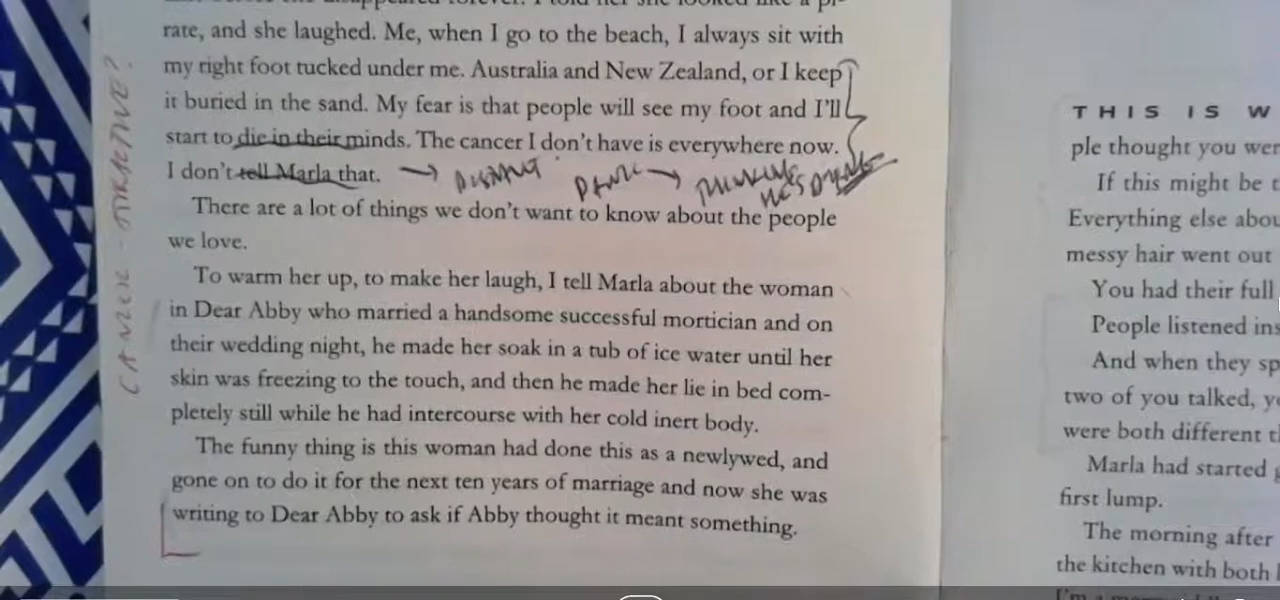 rate, and she laughed. Me, when I go to the beach, I always sit with
my right foot tucked under me. Australia and New Zealand, or I keep
it buried in the sand. My fear is that people will see my foot and I'll
start to die in their minds. The cancer I don't have is everywhere now.
I don't tell Marla that.
PANIC → THINKING
HE'S DYING
There are a lot of things we don't want to know about the people
we love.
To warm her up, to make her laugh, I tell Marla about the woman
in Dear Abby who married a handsome successful mortician and on
their wedding night, he made her soak in a tub of ice water until her
skin was freezing to the touch, and then he made her lie in bed com-
pletely still while he had intercourse with her cold inert body.
The funny thing is this woman had done this as a newlywed, and
gone on to do it for the next ten years of marriage and now she was
writing to Dear Abby to ask if Abby thought it meant something.
CANCER -
THIS IS W
ple thought you wer
If this might be t
Everything else abou
messy hair went out
You had their full
People listened ins
And when they sp
two of you talked, yo
were both different th
Marla had started g
first lump.
The morning after
the kitchen with both